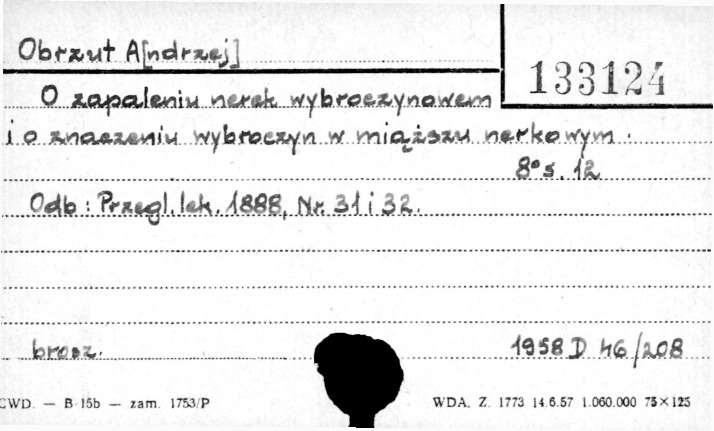 Obrzut A[ndrzej]
133124
O zapaleniu nerek wybroczynowem
i o znaczeniu wybroczyn w miąższu nerkowym.
8° s. 12
Odb: Przegl. lek. 1888, Nr. 31 i 32.
brosz. 1958 D 46/208
CWD. — B-15b — zam. 1753/P WDA. Z. 1773 14.6.57 1.060.000 75×125